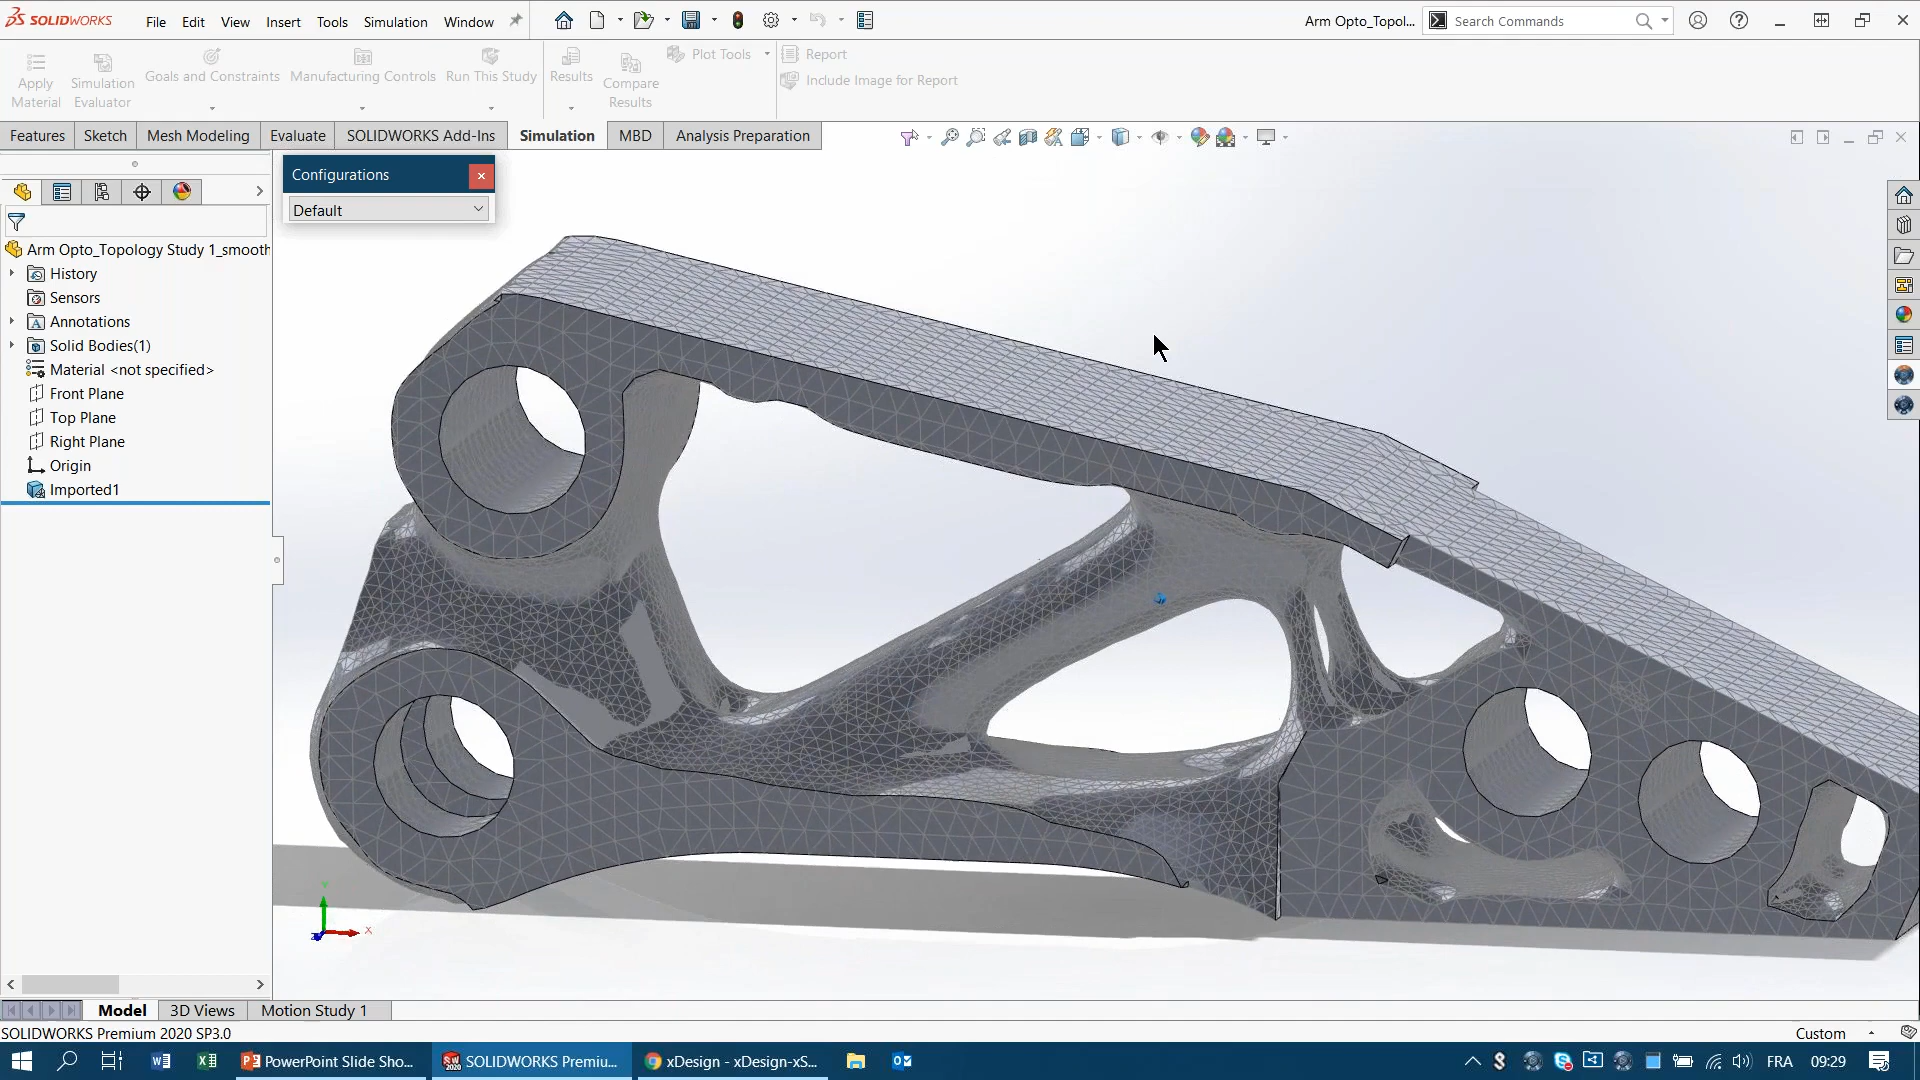 SOLIDWORKS File Edit View Insert Tools Simulation Window Arm Opto_Topol... Search Commands
Apply Material
Simulation Evaluator
Goals and Constraints
Manufacturing Controls
Run This Study
Results
Compare Results
Plot Tools
Report
Include Image for Report
Features Sketch Mesh Modeling Evaluate SOLIDWORKS Add-Ins Simulation MBD Analysis Preparation
Configurations
Default
Arm Opto_Topology Study 1_smooth
History
Sensors
Annotations
Solid Bodies(1)
Material <not specified>
Front Plane
Top Plane
Right Plane
Origin
Imported1
Y
X
Z
Model 3D Views Motion Study 1
SOLIDWORKS Premium 2020 SP3.0 Custom
PowerPoint Slide Sho... SOLIDWORKS Premiu... xDesign - xDesign-xS... FRA 09:29